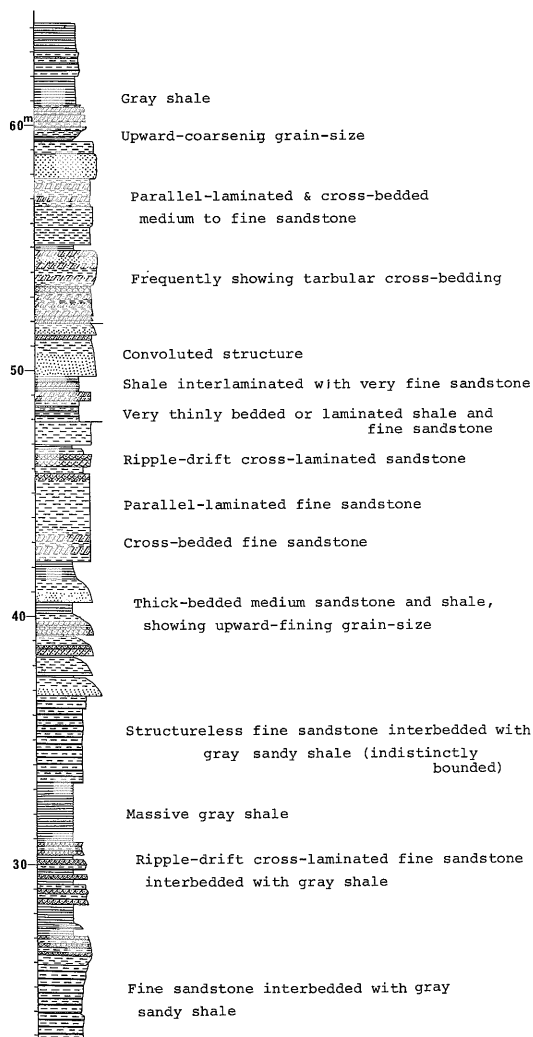 Gray shale
60m
Upward-coarsenig grain-size
Parallel-laminated & cross-bedded
medium to fine sandstone
Frequently showing tarbular cross-bedding
Convoluted structure
50
Shale interlaminated with very fine sandstone
Very thinly bedded or laminated shale and
fine sandstone
Ripple-drift cross-laminated sandstone
Parallel-laminated fine sandstone
Cross-bedded fine sandstone
Thick-bedded medium sandstone and shale,
40
showing upward-fining grain-size
Structureless fine sandstone interbedded with
gray sandy shale (indistinctly
bounded)
Massive gray shale
30
Ripple-drift cross-laminated fine sandstone
interbedded with gray shale
Fine sandstone interbedded with gray
sandy shale